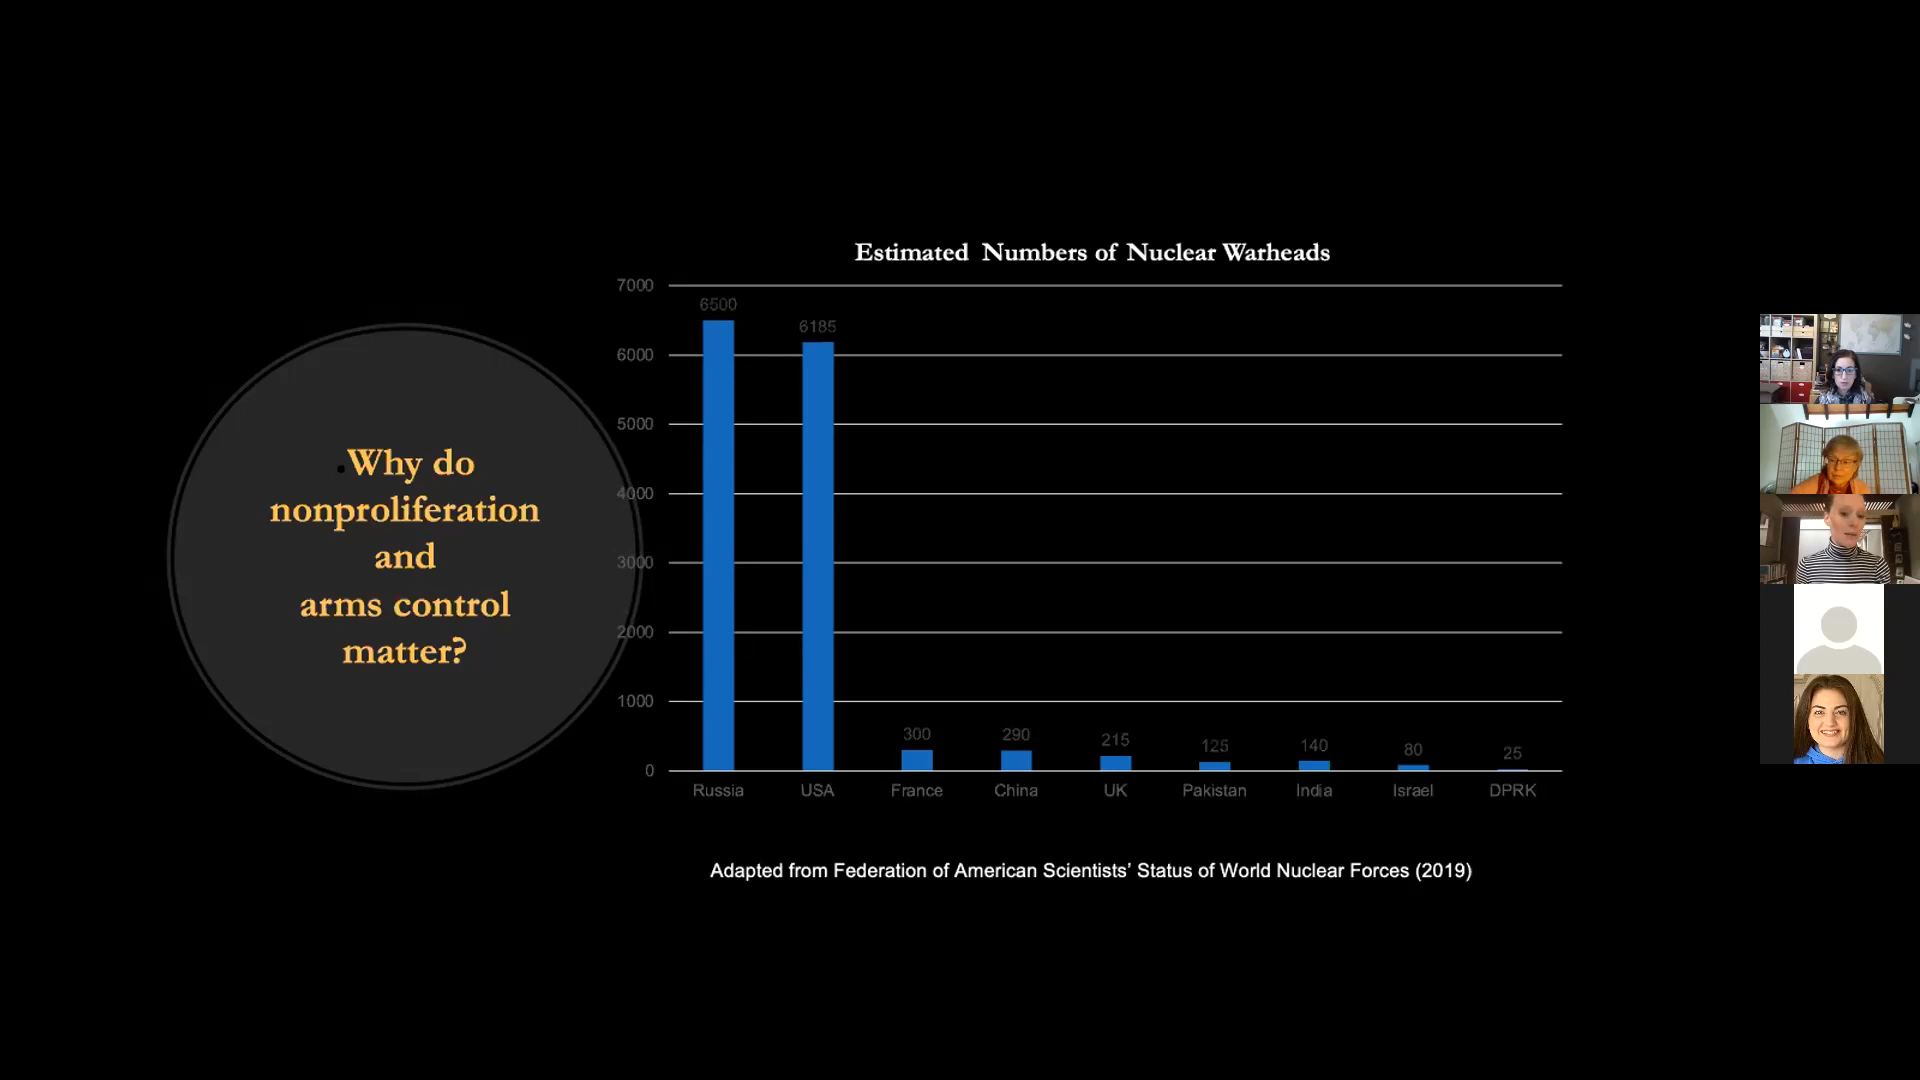 .Why do
nonproliferation
and
arms control
matter?
Estimated Numbers of Nuclear Warheads
7000
6000
5000
4000
3000
2000
1000
0
6500
6185
300
290
215
125
140
80
25
Russia
USA
France
China
UK
Pakistan
India
Israel
DPRK
Adapted from Federation of American Scientists’ Status of World Nuclear Forces (2019)